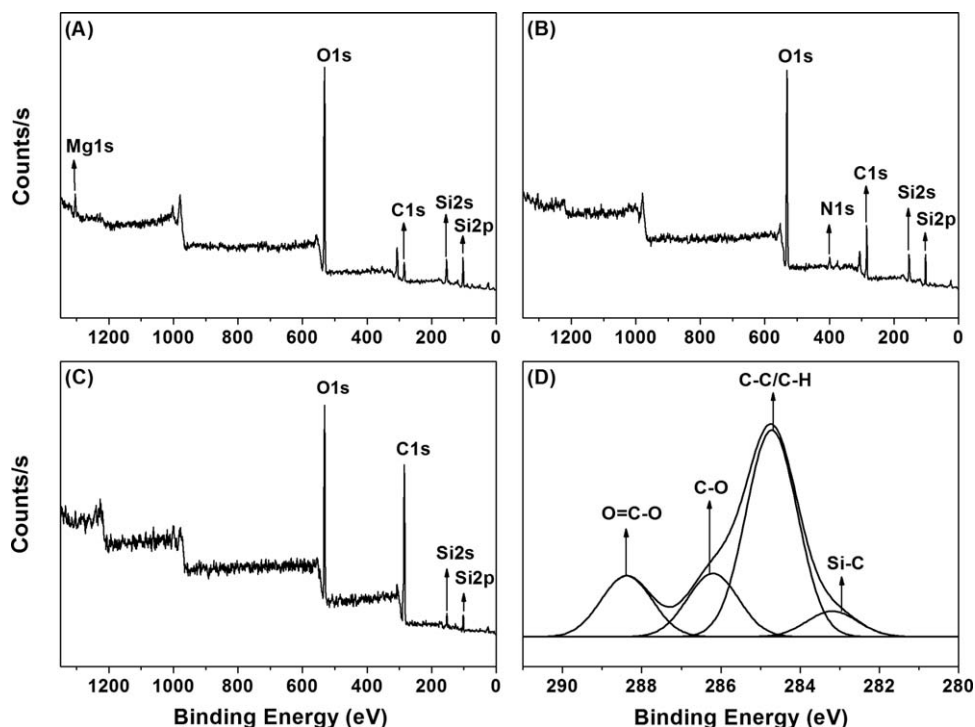 (A)
O1s
Mg1s
C1s
Si2s
Si2p
Counts/s
1200 1000 800 600 400 200 0
(B)
O1s
C1s
N1s
Si2s
Si2p
1200 1000 800 600 400 200 0
(C)
O1s
C1s
Si2s
Si2p
Counts/s
1200 1000 800 600 400 200 0
Binding Energy (eV)
(D)
C-C/C-H
C-O
O=C-O
Si-C
290 288 286 284 282 280
Binding Energy (eV)